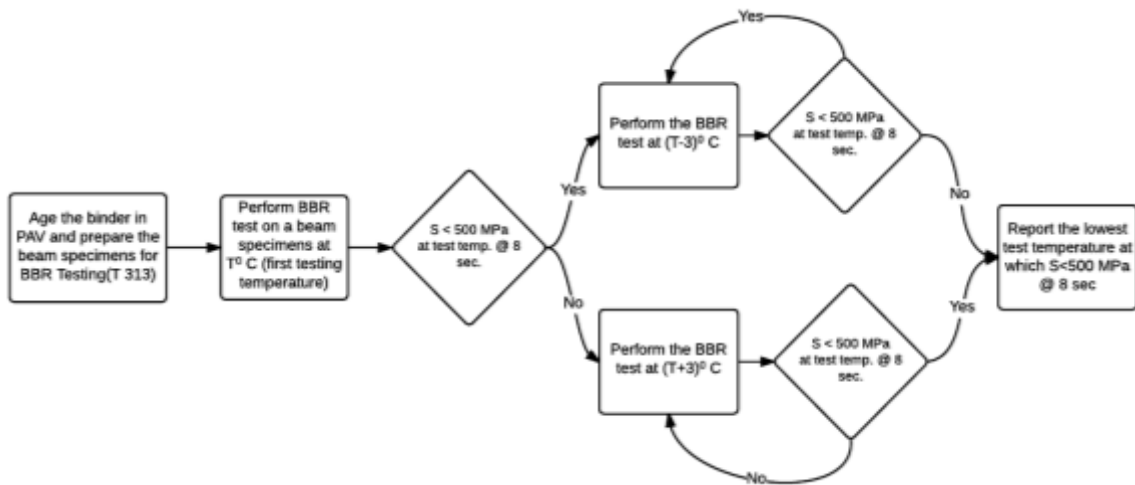 Age the binder in
PAV and prepare the
beam specimens for
BBR Testing(T 313)
Perform BBR
test on a beam
specimens at
T⁰ C (first testing
temperature)
S < 500 MPa
at test temp. @ 8
sec.
Yes
No
Perform the BBR
test at (T-3)⁰ C
S < 500 MPa
at test temp. @ 8
sec.
Yes
No
Perform the BBR
test at (T+3)⁰ C
S < 500 MPa
at test temp. @ 8
sec.
No
Yes
Report the lowest
test temperature at
which S<500 MPa
@ 8 sec